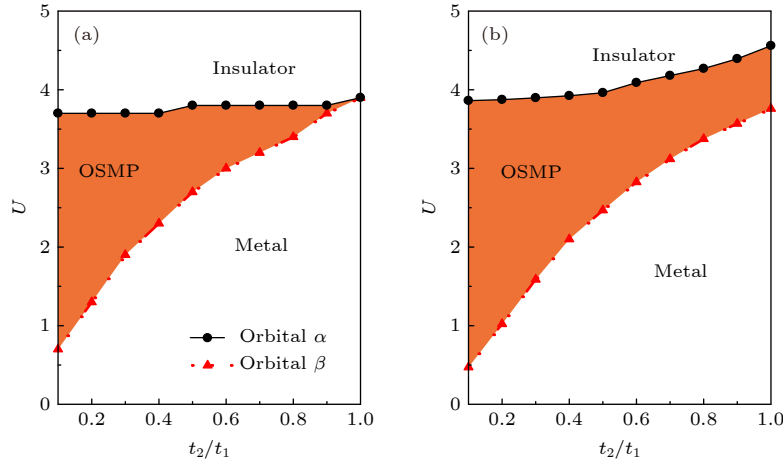 (a)
Insulator
OSMP
Metal
Orbital α
Orbital β
U
5
4
3
2
1
0
0.2 0.4 0.6 0.8 1.0
t2/t1
(b)
Insulator
OSMP
Metal
U
5
4
3
2
1
0
0.2 0.4 0.6 0.8 1.0
t2/t1